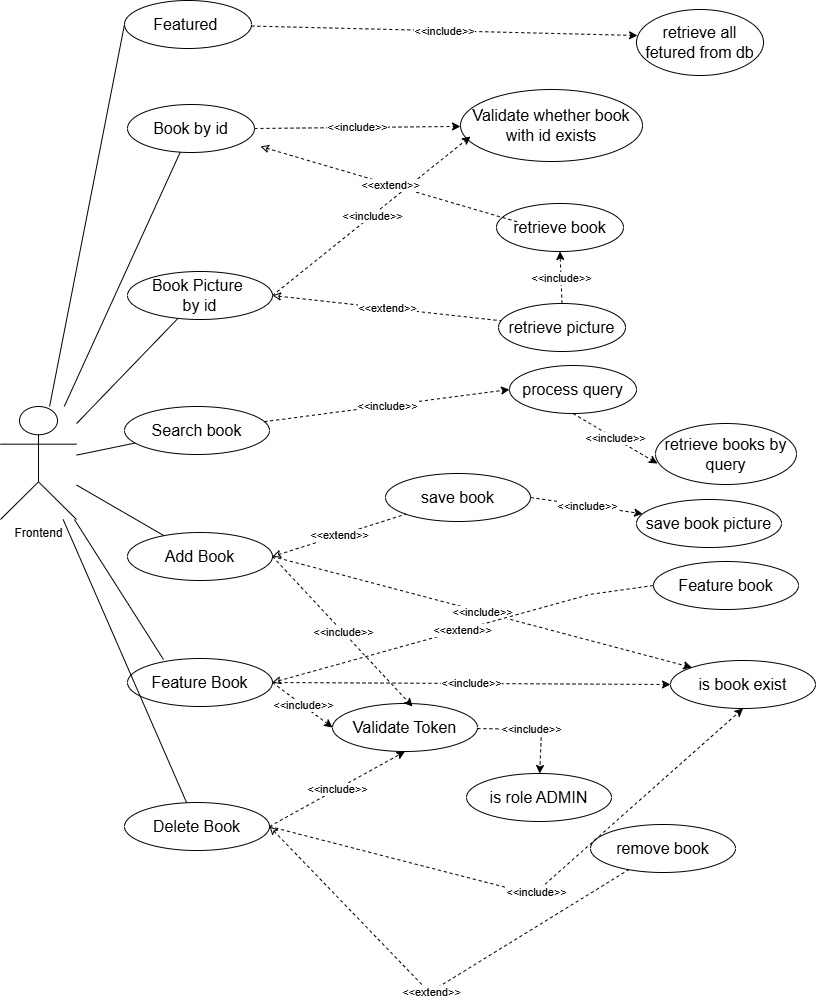 Featured
<<include>>
retrieve all
fetured from db
Book by id
<<include>>
Validate whether book
with id exists
<<extend>>
<<include>>
retrieve book
Book Picture
by id
<<include>>
<<extend>>
retrieve picture
process query
Search book
<<include>>
<<include>>
retrieve books by
query
save book
<<include>>
save book picture
Frontend
<<extend>>
Add Book
Feature book
<<include>>
<<include>>
<<extend>>
Feature Book
<<include>>
is book exist
<<include>>
Validate Token
<<include>>
<<include>>
is role ADMIN
Delete Book
remove book
<<include>>
<<extend>>